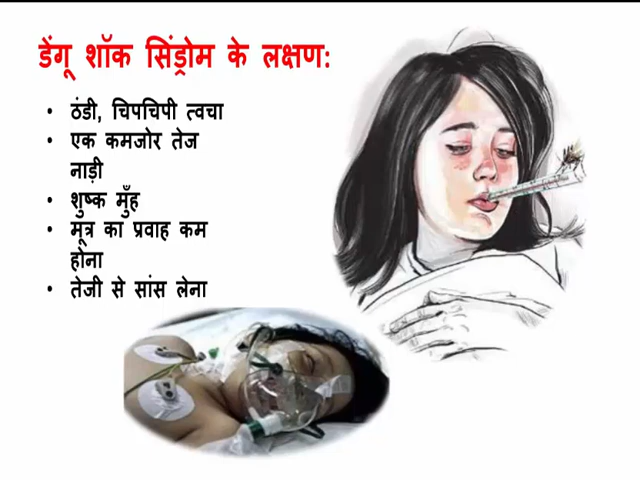 डेंगू शॉक सिंड्रोम के लक्षण:
• ठंडी, चिपचिपी त्वचा
• एक कमजोर तेज
नाड़ी
• शुष्क मुँह
• मूत्र का प्रवाह कम
होना
• तेजी से सांस लेना